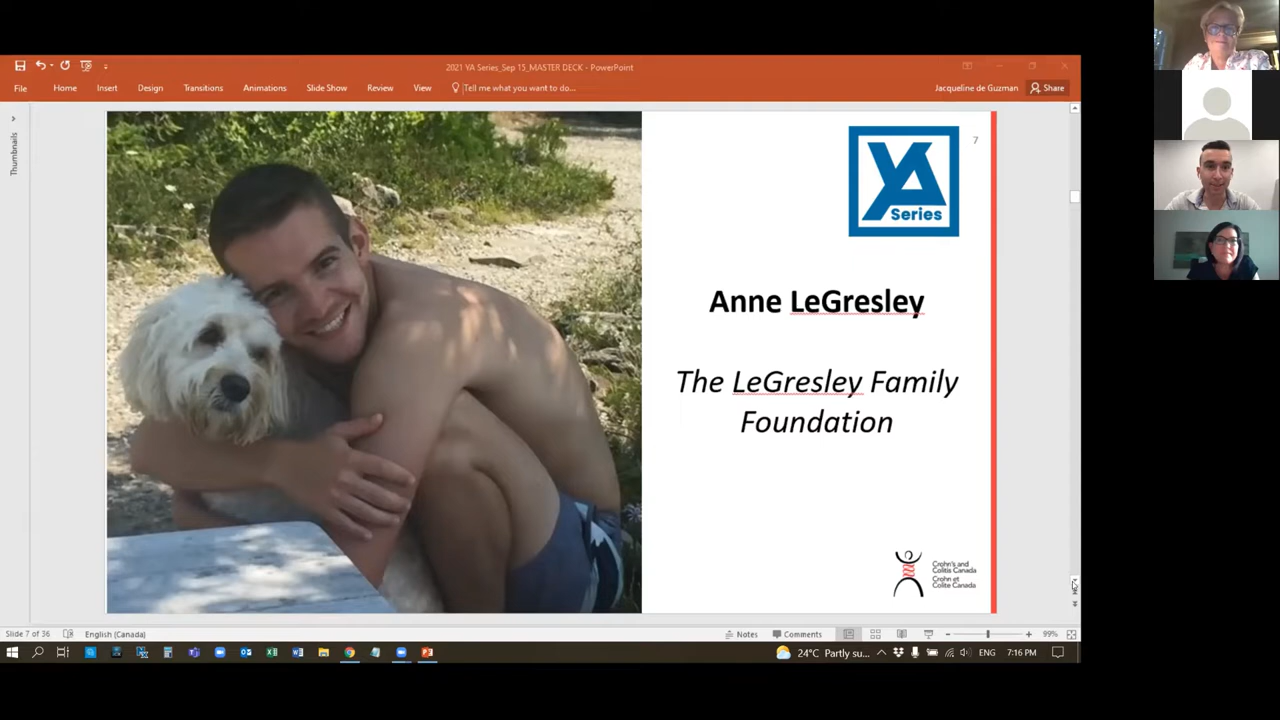 2021 YA Series_Sep 15_MASTER DECK - PowerPoint
File Home Insert Design Transitions Animations Slide Show Review View Tell me what you want to do... Jacqueline de Guzman Share
Thumbnails
7
YA
Series
Anne LeGresley
The LeGresley Family
Foundation
Crohn's and
Colitis Canada
Crohn et
Colite Canada
Slide 7 of 36 English (Canada) Notes Comments 99%
24°C Partly su... ENG 7:16 PM